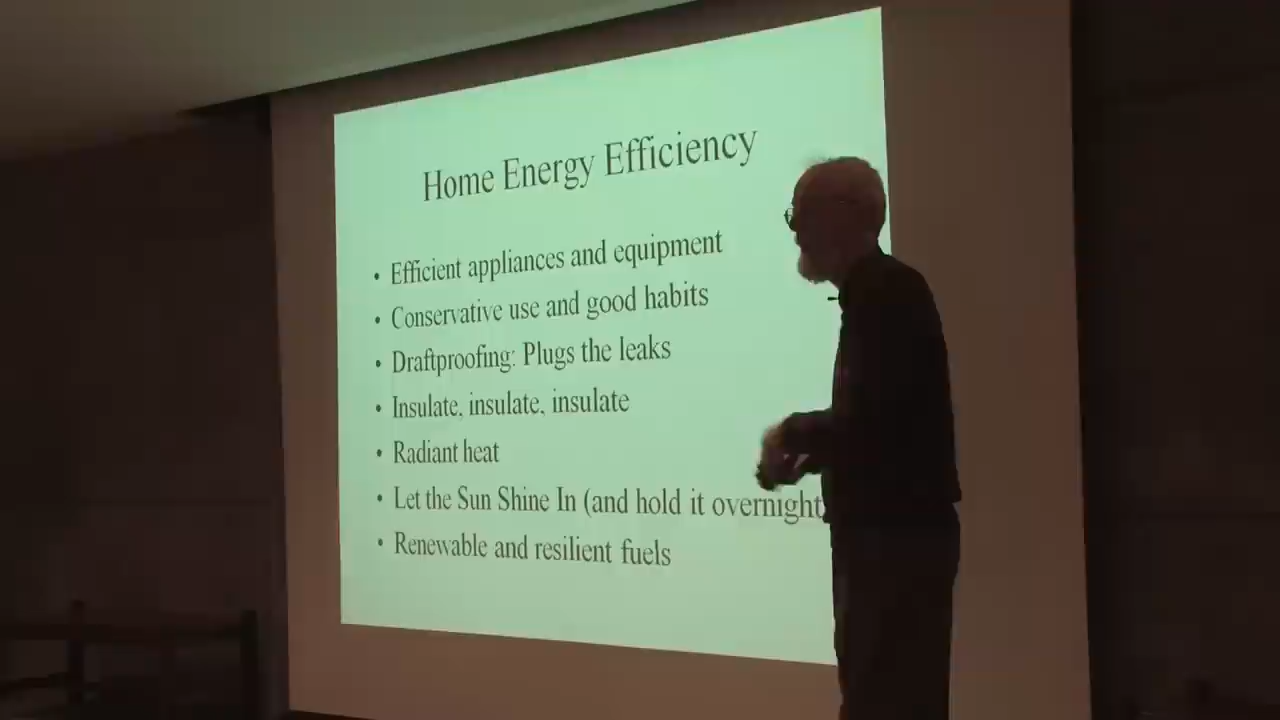 Home Energy Efficiency
• Efficient appliances and equipment
• Conservative use and good habits
• Draftproofing: Plugs the leaks
• Insulate, insulate, insulate
• Radiant heat
• Let the Sun Shine In (and hold it overnight
• Renewable and resilient fuels